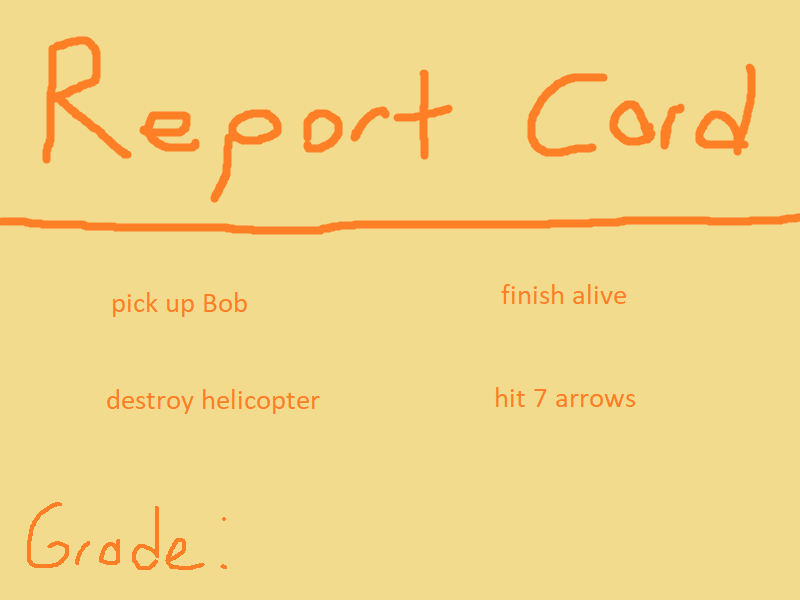 Report Card
pick up Bob
finish alive
destroy helicopter
hit 7 arrows
Grade: